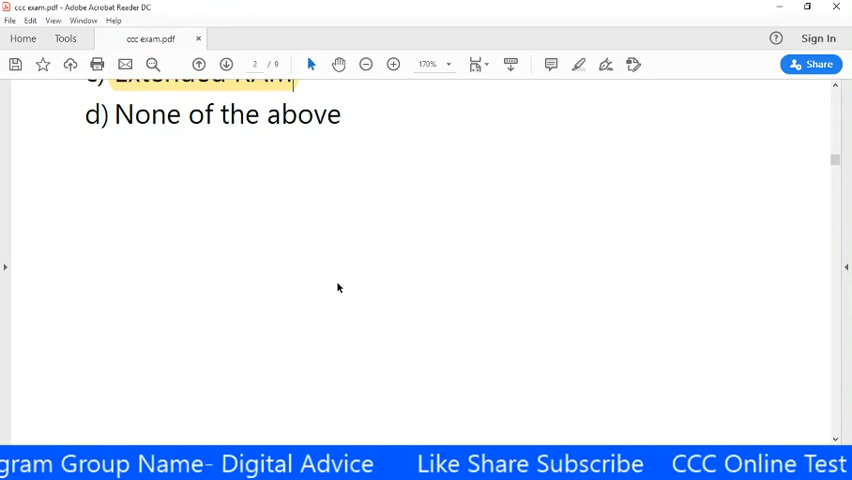 ccc exam.pdf - Adobe Acrobat Reader DC
File Edit View Window Help
Home Tools ccc exam.pdf × ? Sign In
2 / 9 170% Share
c) Extended RAM
d) None of the above
gram Group Name- Digital Advice Like Share Subscribe CCC Online Test